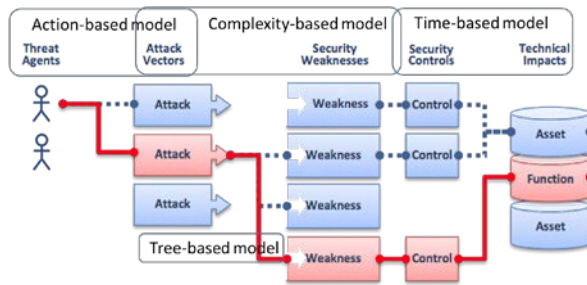 Action-based model Complexity-based model Time-based model
Threat Agents Attack Vectors Security Weaknesses Security Controls Technical Impacts
Attack Weakness Control
Asset
Attack Weakness Control
Function
Attack Weakness
Asset
Tree-based model
Weakness Control